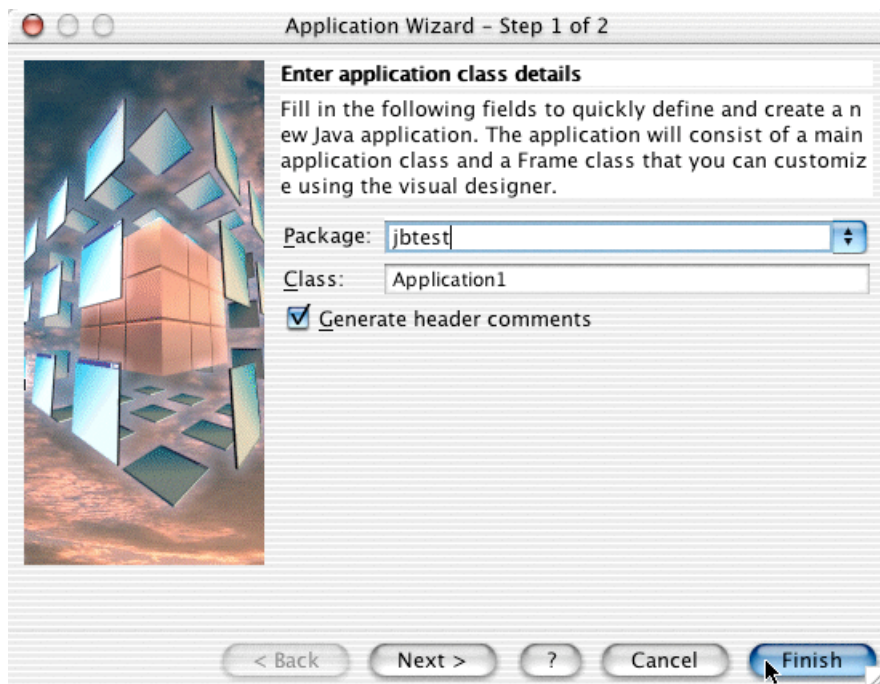 Application Wizard – Step 1 of 2
Enter application class details
Fill in the following fields to quickly define and create a n
ew Java application. The application will consist of a main
application class and a Frame class that you can customiz
e using the visual designer.
Package: jbtest
Class: Application1
Generate header comments
< Back Next > ? Cancel Finish